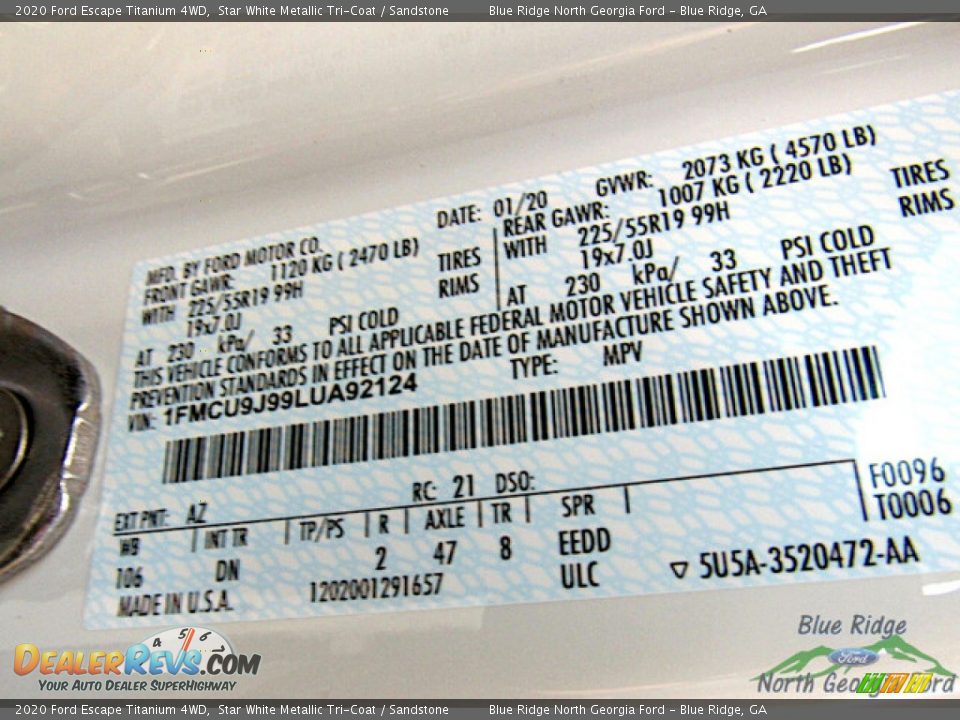 2020 Ford Escape Titanium 4WD, Star White Metallic Tri-Coat / Sandstone Blue Ridge North Georgia Ford - Blue Ridge, GA
MFD. BY FORD MOTOR CO. DATE: 01/20 GVWR: 2073 KG ( 4570 LB)
FRONT GAWR: 1120 KG ( 2470 LB) REAR GAWR: 1007 KG ( 2220 LB)
WITH 225/55R19 99H TIRES WITH 225/55R19 99H TIRES
19x7.0J RIMS 19x7.0J RIMS
AT 230 kPa/ 33 PSI COLD AT 230 kPa/ 33 PSI COLD
THIS VEHICLE CONFORMS TO ALL APPLICABLE FEDERAL MOTOR VEHICLE SAFETY AND THEFT
PREVENTION STANDARDS IN EFFECT ON THE DATE OF MANUFACTURE SHOWN ABOVE.
VIN: 1FMCU9J99LUA92124 TYPE: MPV
EXT PNT: AZ RC: 21 DSO: F0096
WB INT TR TP/PS R AXLE TR SPR T0006
106 DN 2 47 8 EEDD
MADE IN U.S.A. 1202001291657 ULC ▽ 5U5A-3520472-AA
4 5 6
DEALERREVS.COM
YOUR AUTO DEALER SUPERHIGHWAY
Blue Ridge
Ford
North Georgia Ford
2020 Ford Escape Titanium 4WD, Star White Metallic Tri-Coat / Sandstone Blue Ridge North Georgia Ford - Blue Ridge, GA